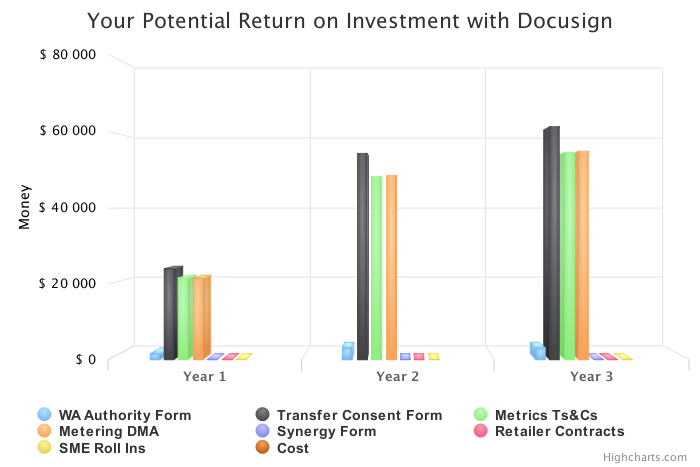 Your Potential Return on Investment with Docusign
$ 80 000
$ 60 000
$ 40 000
$ 20 000
$ 0
Money
Year 1
Year 2
Year 3
WA Authority Form
Transfer Consent Form
Metrics Ts&Cs
Metering DMA
Synergy Form
Retailer Contracts
SME Roll Ins
Cost
Highcharts.com